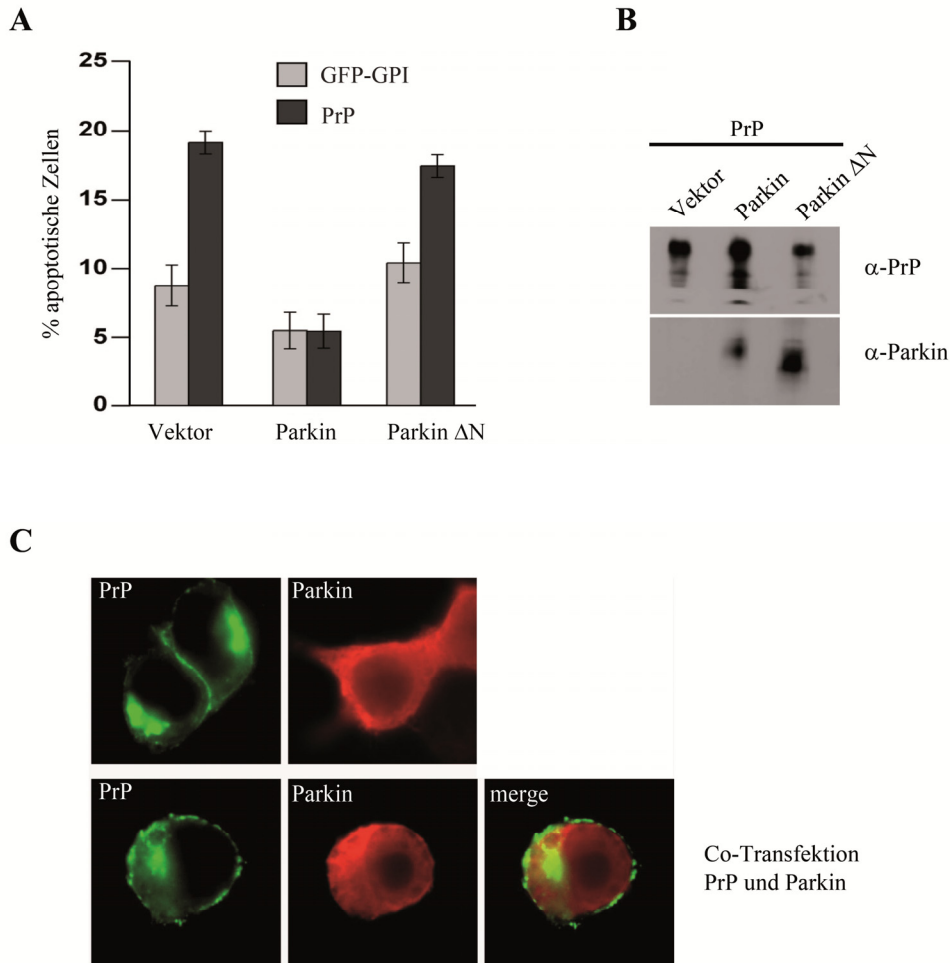 A
25
20
15
10
5
0
% apoptotische Zellen
GFP-GPI
PrP
Vektor Parkin Parkin ΔN
B
PrP
Vektor Parkin Parkin ΔN
α-PrP
α-Parkin
C
PrP Parkin
PrP Parkin merge
Co-Transfektion
PrP und Parkin